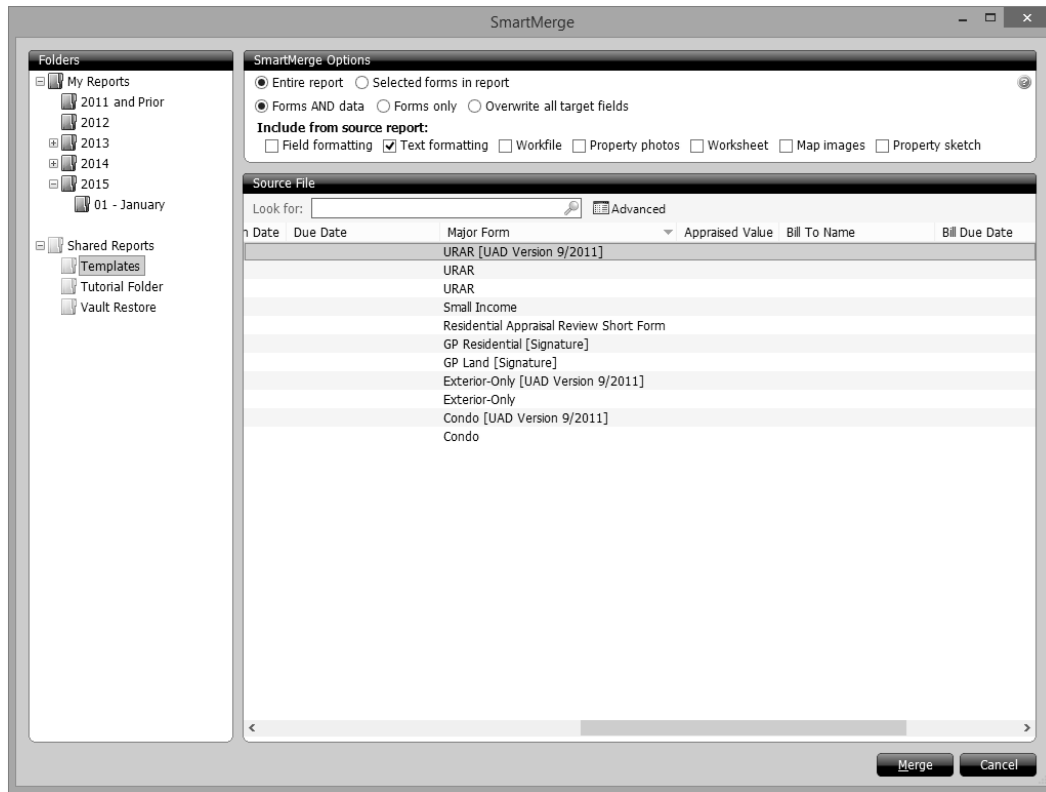 SmartMerge
Folders
My Reports
2011 and Prior
2012
2013
2014
2015
01 - January
Shared Reports
Templates
Tutorial Folder
Vault Restore
SmartMerge Options
Entire report Selected forms in report
Forms AND data Forms only Overwrite all target fields
Include from source report:
Field formatting Text formatting Workfile Property photos Worksheet Map images Property sketch
Source File
Look for: Advanced
n Date Due Date Major Form Appraised Value Bill To Name Bill Due Date
URAR [UAD Version 9/2011]
URAR
URAR
Small Income
Residential Appraisal Review Short Form
GP Residential [Signature]
GP Land [Signature]
Exterior-Only [UAD Version 9/2011]
Exterior-Only
Condo [UAD Version 9/2011]
Condo
Merge Cancel